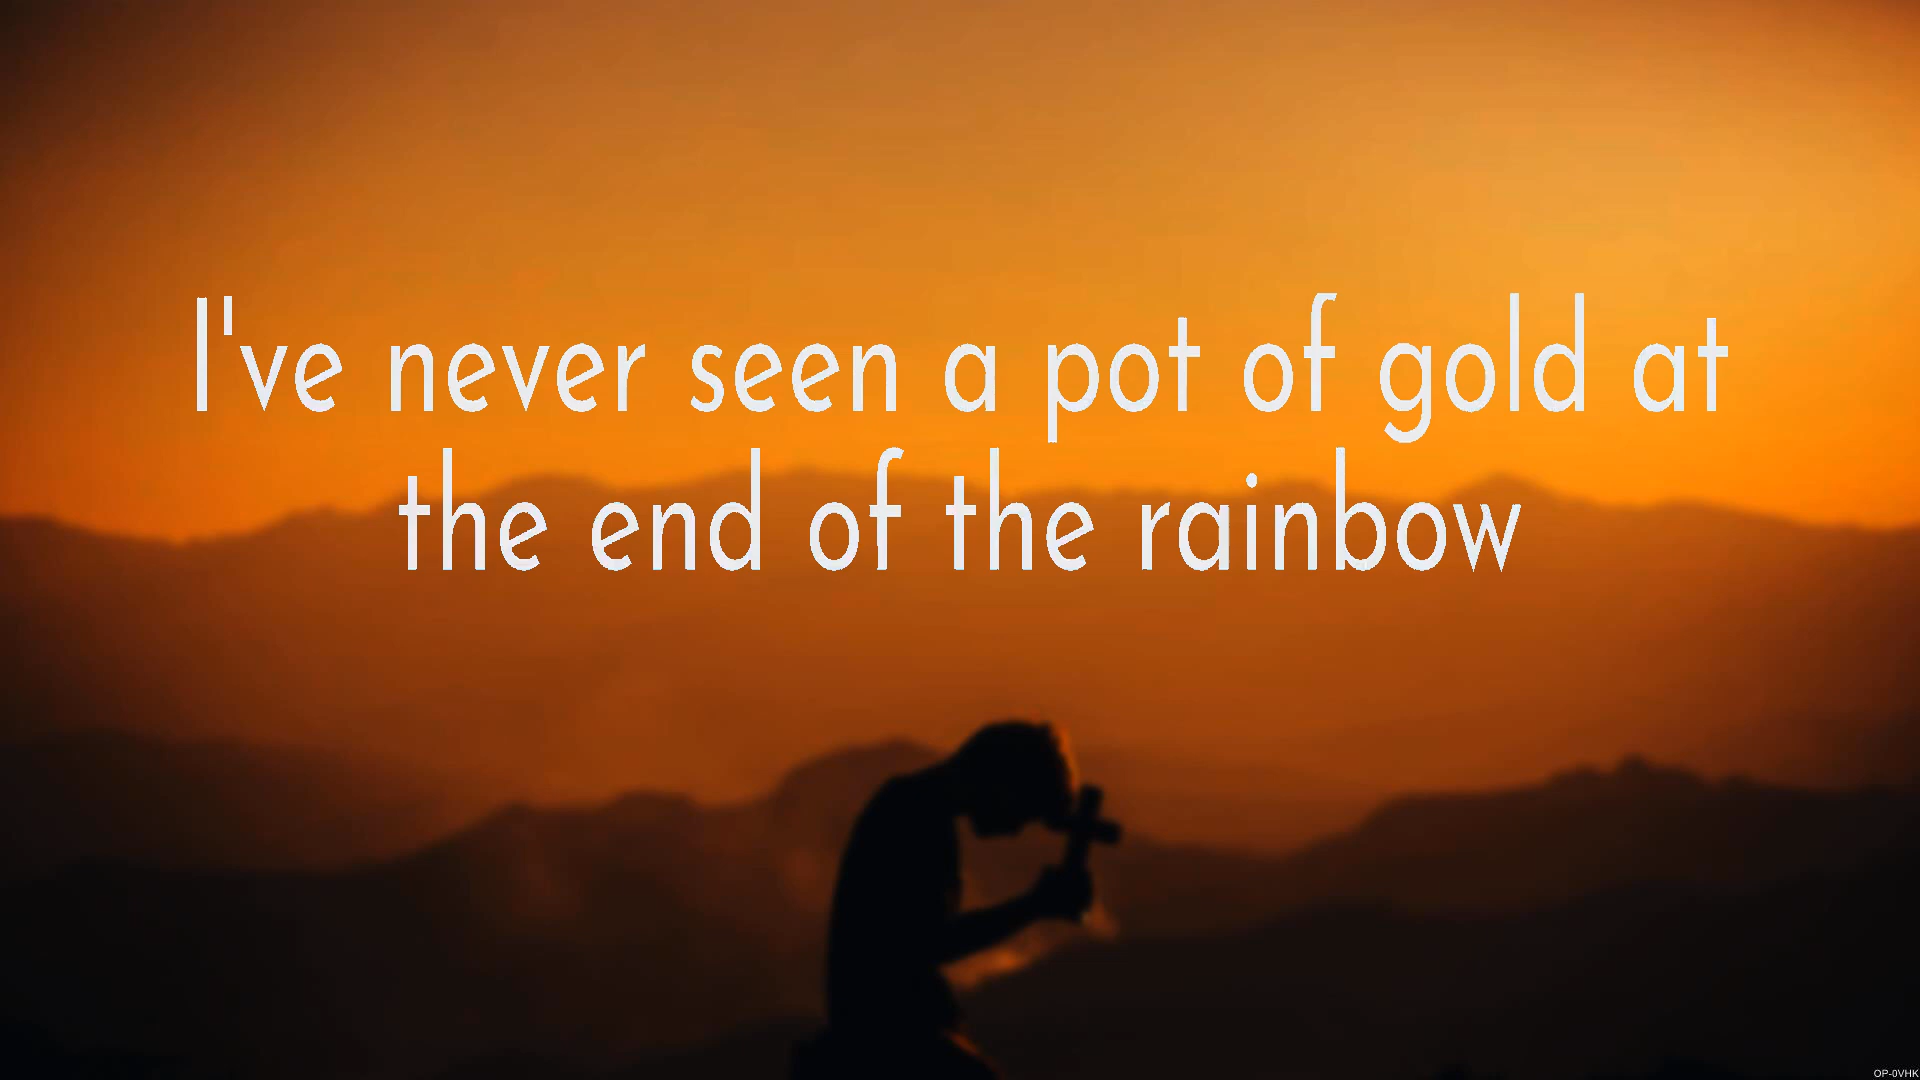 I've never seen a pot of gold at
the end of the rainbow
OP-0VHK